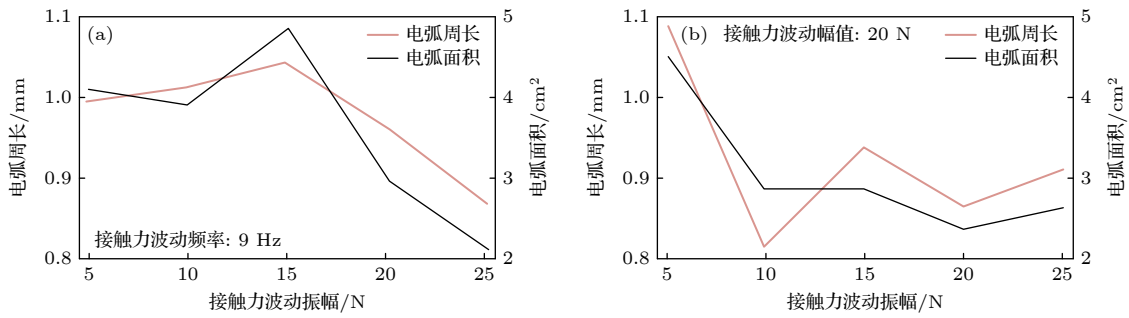 1.1
1.0
0.9
0.8
电弧周长/mm
(a)
电弧周长
电弧面积
接触力波动频率: 9 Hz
5
4
3
2
电弧面积/cm²
5 10 15 20 25
接触力波动振幅/N
1.1
1.0
0.9
0.8
电弧周长/mm
(b) 接触力波动幅值: 20 N
电弧周长
电弧面积
5
4
3
2
电弧面积/cm²
5 10 15 20 25
接触力波动振幅/N